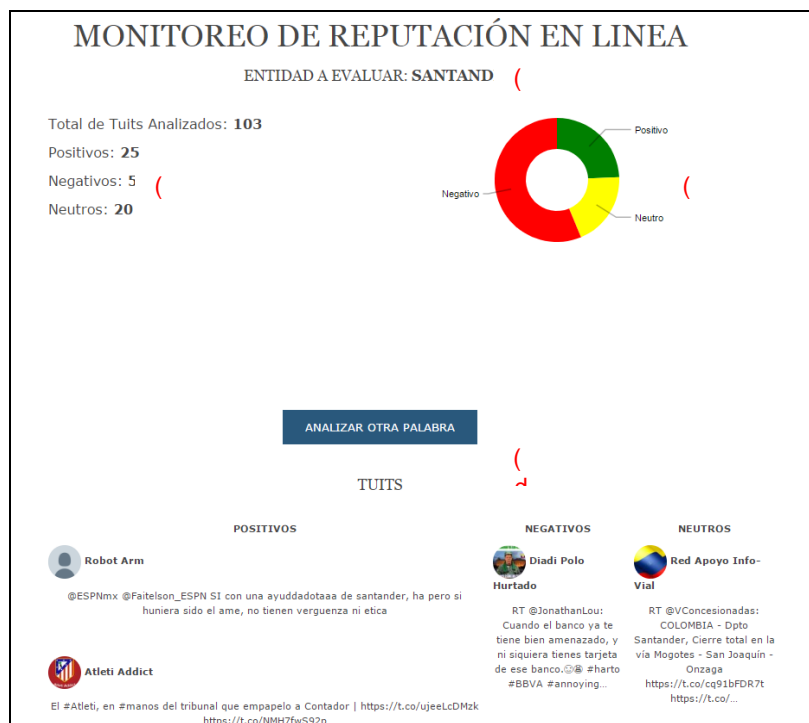 MONITOREO DE REPUTACIÓN EN LINEA
ENTIDAD A EVALUAR: SANTAND (
Total de Tuits Analizados: 103
Positivos: 25
Negativos: 5 (
Neutros: 20
Positivo
Negativo
Neutro
(
ANALIZAR OTRA PALABRA
(
TUITS
POSITIVOS
Robot Arm
@ESPNmx @Faitelson_ESPN SI con una ayuddadotaaa de santander, ha pero si
huniera sido el ame, no tienen verguenza ni etica
Atleti Addict
El #Atleti, en #manos del tribunal que empapelo a Contador | https://t.co/ujeeLcDMzk
https://t.co/NMH7fwS92n
NEGATIVOS
Diadi Polo
Hurtado
RT @JonathanLou:
Cuando el banco ya te
tiene bien amenazado, y
ni siquiera tienes tarjeta
de ese banco. #harto
#BBVA #annoying...
NEUTROS
Red Apoyo Info-
Vial
RT @VConcesionadas:
COLOMBIA - Dpto
Santander, Cierre total en la
vía Mogotes - San Joaquín -
Onzaga
https://t.co/cq91bFDR7t
https://t.co/...